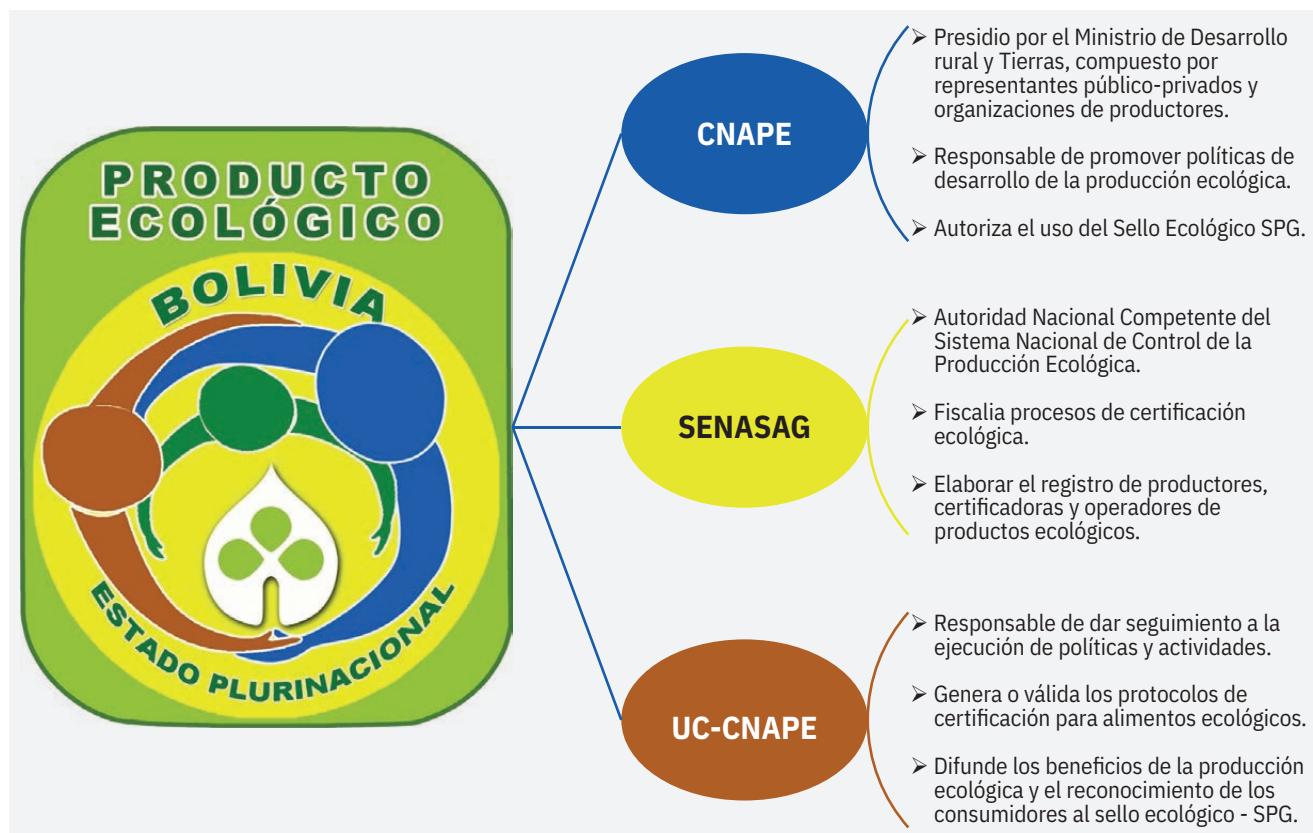 PRODUCTO
ECOLÓGICO
BOLIVIA
ESTADO PLURINACIONAL
CNAPE
➢ Presidio por el Ministrio de Desarrollo
rural y Tierras, compuesto por
representantes público-privados y
organizaciones de productores.
➢ Responsable de promover políticas de
desarrollo de la producción ecológica.
➢ Autoriza el uso del Sello Ecológico SPG.
SENASAG
➢ Autoridad Nacional Competente del
Sistema Nacional de Control de la
Producción Ecológica.
➢ Fiscalia procesos de certificación
ecológica.
➢ Elaborar el registro de productores,
certificadoras y operadores de
productos ecológicos.
UC-CNAPE
➢ Responsable de dar seguimiento a la
ejecución de políticas y actividades.
➢ Genera o válida los protocolos de
certificación para alimentos ecológicos.
➢ Difunde los beneficios de la producción
ecológica y el reconocimiento de los
consumidores al sello ecológico - SPG.